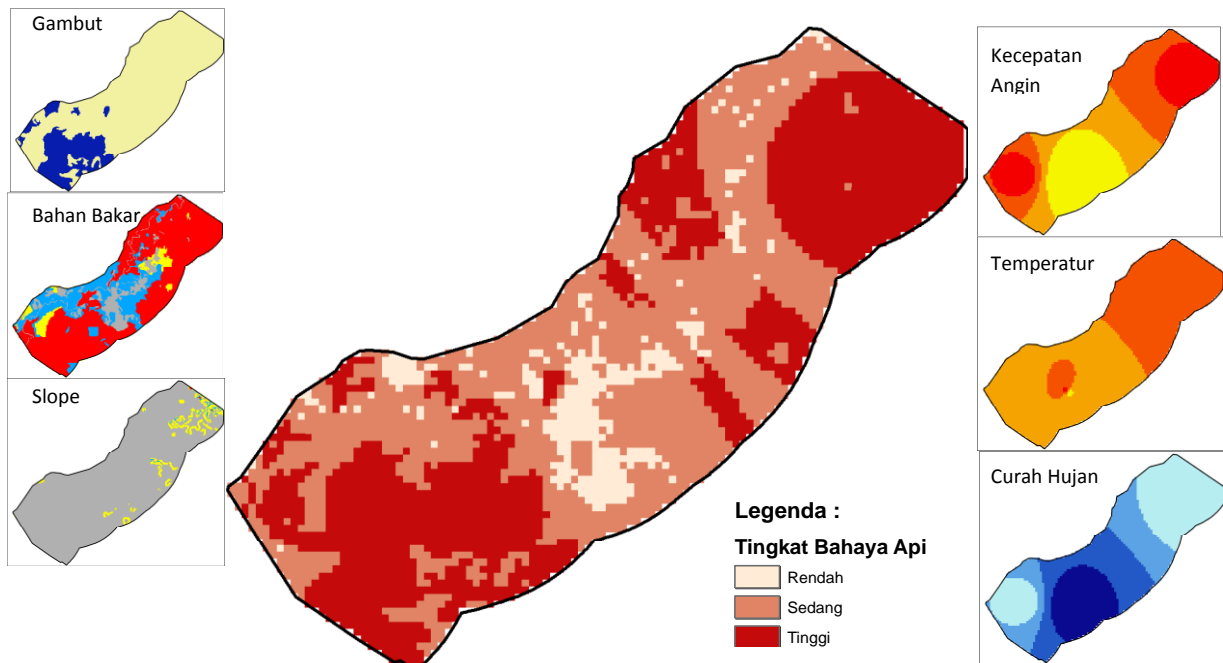 Gambut
Bahan Bakar
Slope
Legenda :
Tingkat Bahaya Api
Rendah
Sedang
Tinggi
Kecepatan
Angin
Temperatur
Curah Hujan